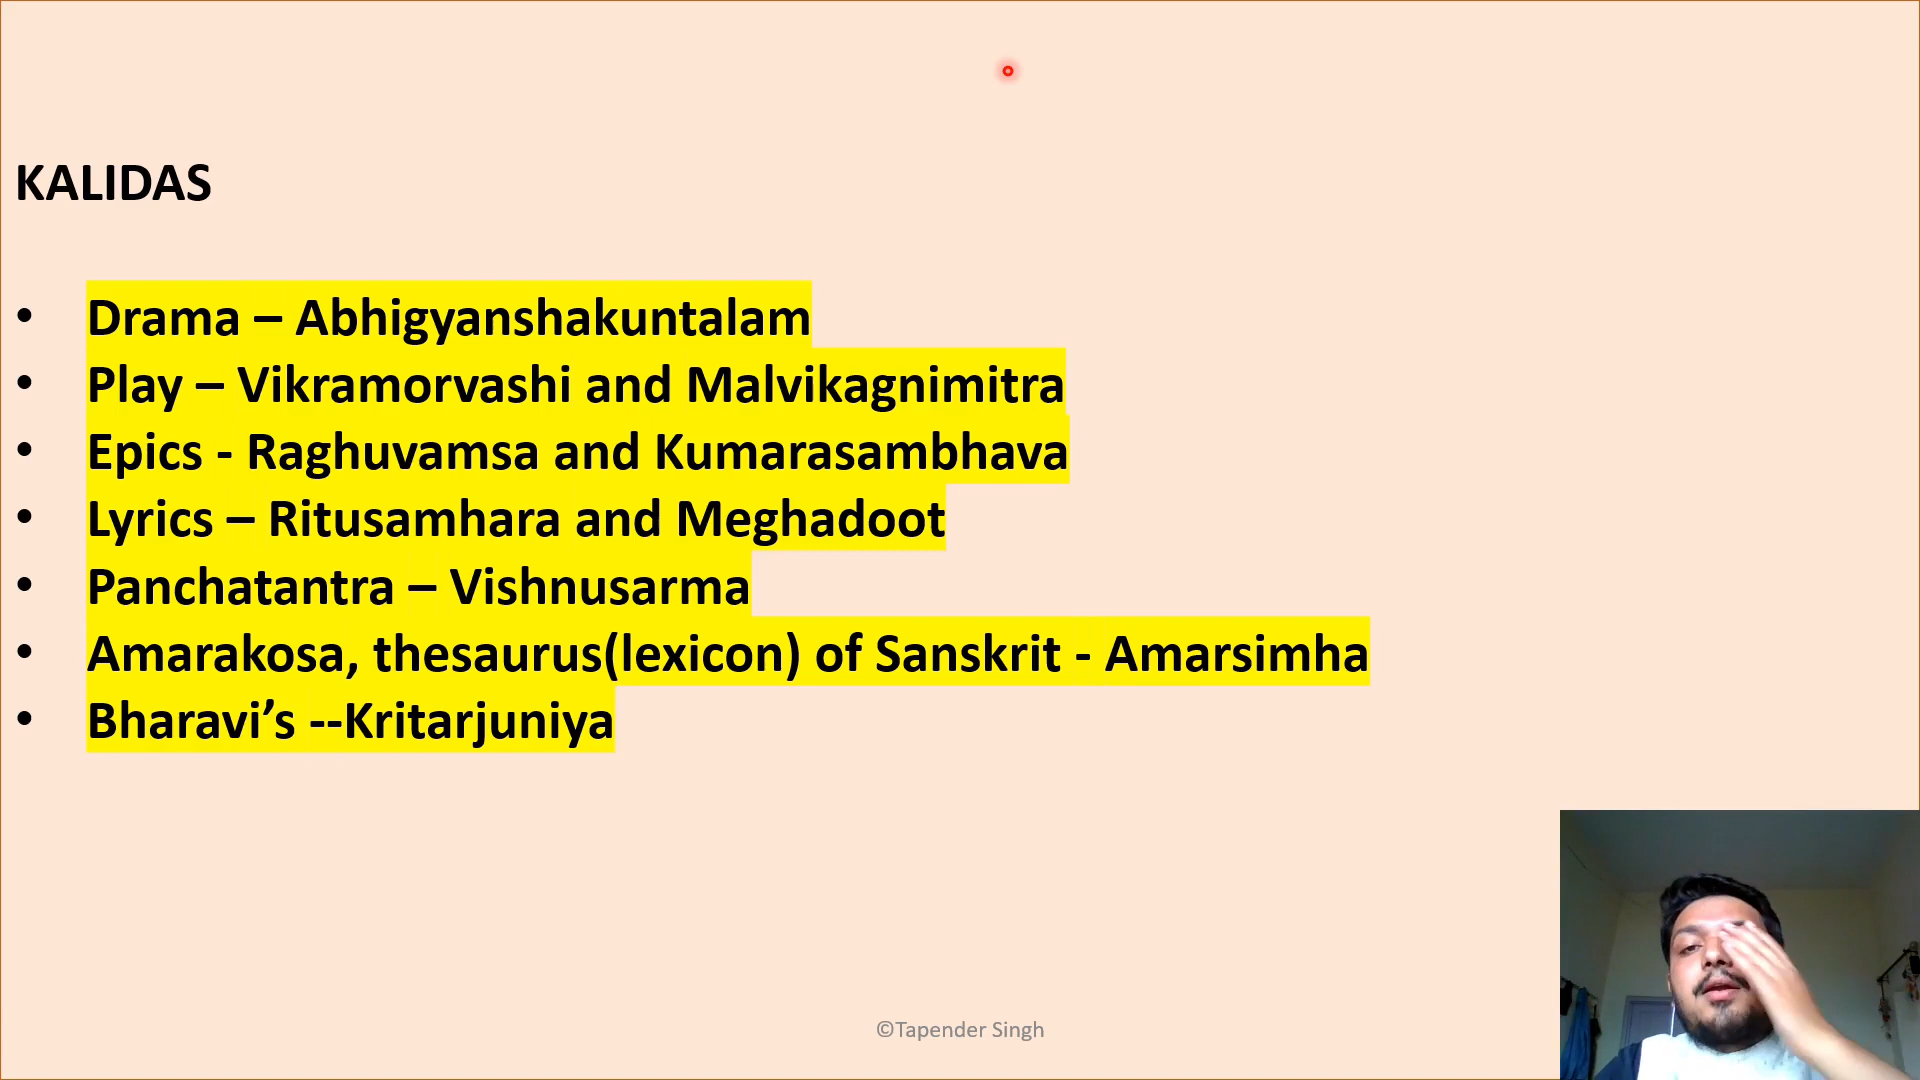 KALIDAS
• Drama – Abhigyanshakuntalam
• Play – Vikramorvashi and Malvikagnimitra
• Epics - Raghuvamsa and Kumarasambhava
• Lyrics – Ritusamhara and Meghadoot
• Panchatantra – Vishnusarma
• Amarakosa, thesaurus(lexicon) of Sanskrit - Amarsimha
• Bharavi’s --Kritarjuniya
©Tapender Singh